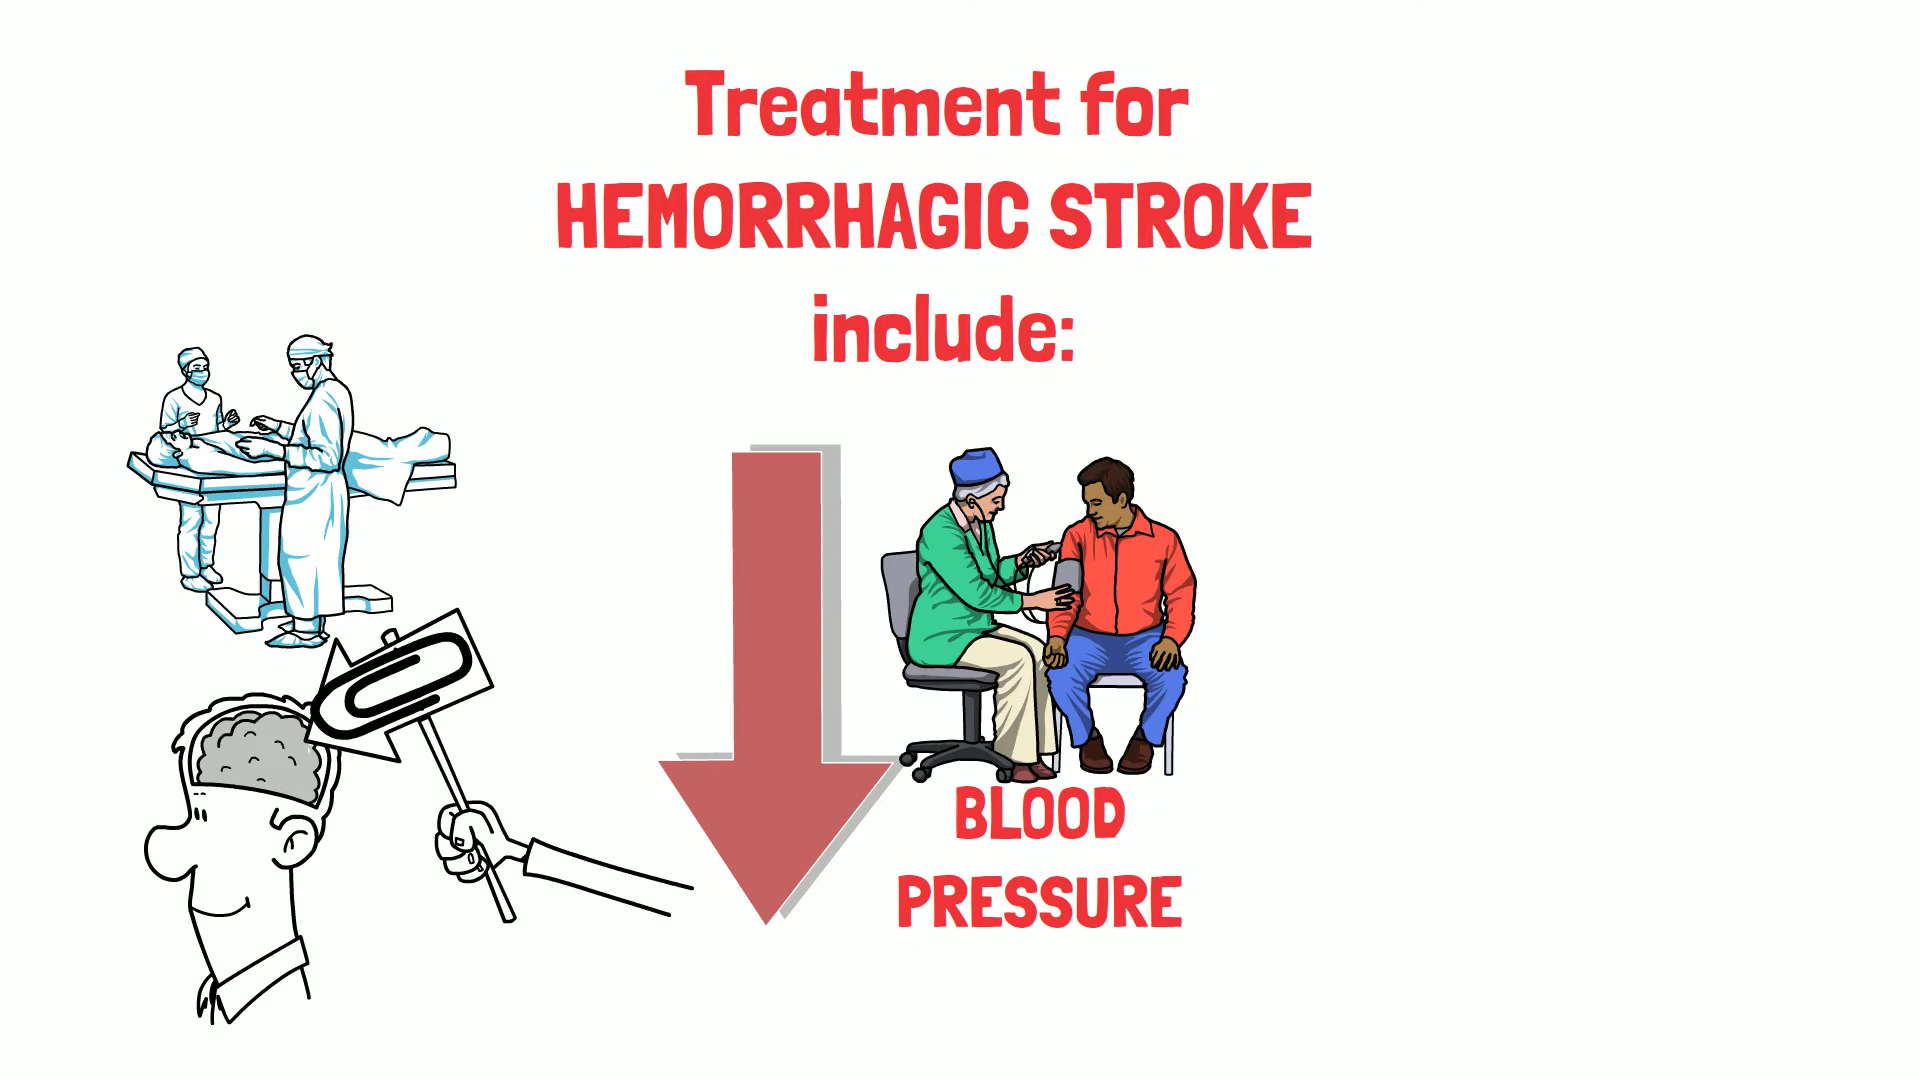 Treatment for
HEMORRHAGIC STROKE
include:
BLOOD
PRESSURE